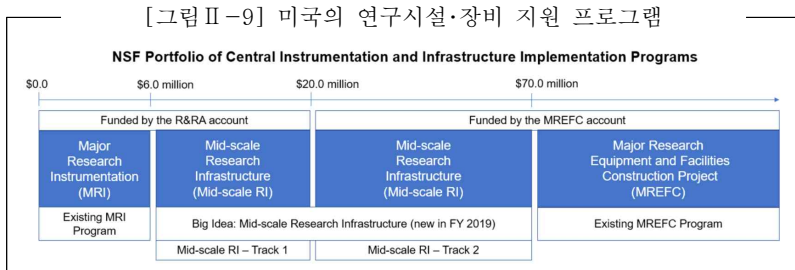 [그림Ⅱ-9] 미국의 연구시설·장비 지원 프로그램
NSF Portfolio of Central Instrumentation and Infrastructure Implementation Programs
$0.0
$6.0 million
$20.0 million
$70.0 million
Funded by the R&RA account
Funded by the MREFC account
Major
Research
Instrumentation
(MRI)
Mid-scale
Research
Infrastructure
(Mid-scale RI)
Mid-scale
Research
Infrastructure
(Mid-scale RI)
Major Research
Equipment and Facilities
Construction Project
(MREFC)
Existing MRI
Program
Big Idea: Mid-scale Research Infrastructure (new in FY 2019)
Existing MREFC Program
Mid-scale RI – Track 1
Mid-scale RI – Track 2